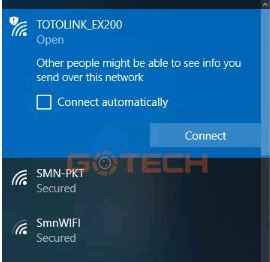 TOTOLINK_EX200
Open
Other people might be able to see info you
send over this network
Connect automatically
Connect
GOTECH
SMN-PKT
Secured
SmnWIFI
Secured